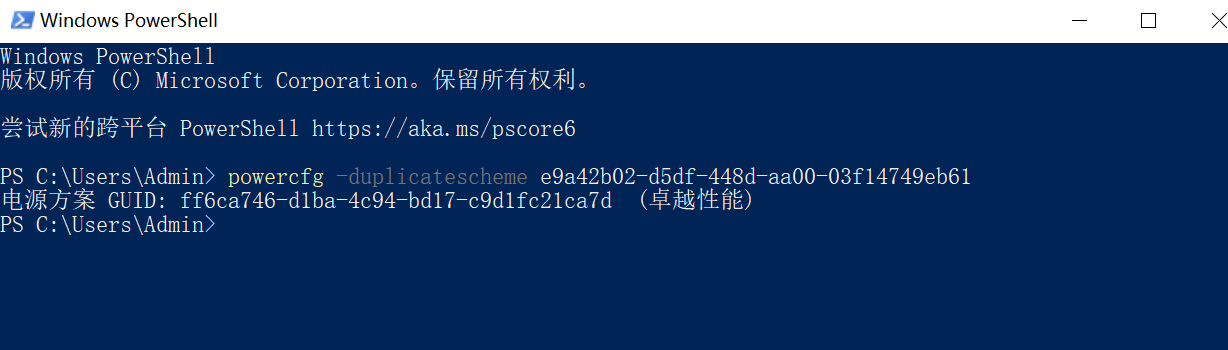 Windows PowerShell
Windows PowerShell
版权所有 (C) Microsoft Corporation。保留所有权利。
尝试新的跨平台 PowerShell https://aka.ms/pscore6
PS C:\Users\Admin> powercfg -duplicatescheme e9a42b02-d5df-448d-aa00-03f14749eb61
电源方案 GUID: ff6ca746-d1ba-4c94-bd17-c9d1fc21ca7d  (卓越性能)
PS C:\Users\Admin>